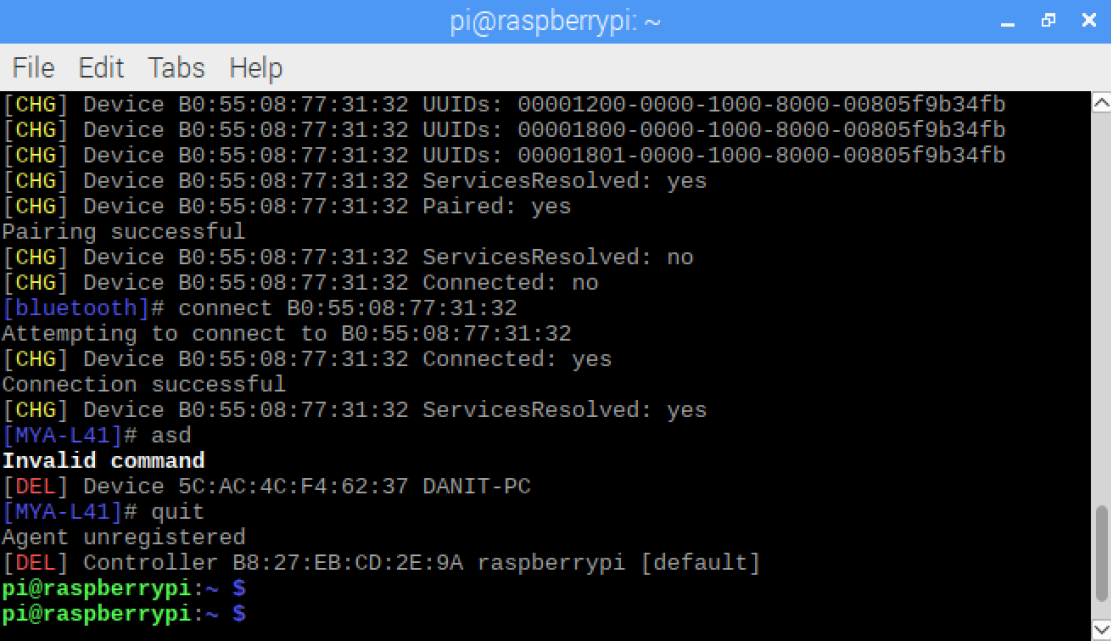 pi@raspberrypi: ~
File Edit Tabs Help
[CHG] Device B0:55:08:77:31:32 UUIDs: 00001200-0000-1000-8000-00805f9b34fb
[CHG] Device B0:55:08:77:31:32 UUIDs: 00001800-0000-1000-8000-00805f9b34fb
[CHG] Device B0:55:08:77:31:32 UUIDs: 00001801-0000-1000-8000-00805f9b34fb
[CHG] Device B0:55:08:77:31:32 ServicesResolved: yes
[CHG] Device B0:55:08:77:31:32 Paired: yes
Pairing successful
[CHG] Device B0:55:08:77:31:32 ServicesResolved: no
[CHG] Device B0:55:08:77:31:32 Connected: no
[bluetooth]# connect B0:55:08:77:31:32
Attempting to connect to B0:55:08:77:31:32
[CHG] Device B0:55:08:77:31:32 Connected: yes
Connection successful
[CHG] Device B0:55:08:77:31:32 ServicesResolved: yes
[MYA-L41]# asd
Invalid command
[DEL] Device 5C:AC:4C:F4:62:37 DANIT-PC
[MYA-L41]# quit
Agent unregistered
[DEL] Controller B8:27:EB:CD:2E:9A raspberrypi [default]
pi@raspberrypi:~ $
pi@raspberrypi:~ $